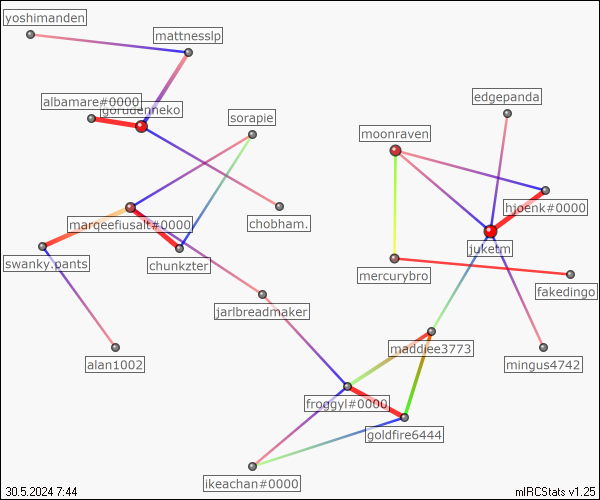 yoshimanden
mattnesslp
albamare#0000
gorudenneko
sorapie
edgepanda
moonraven
hjoenk#0000
chobham.
marqeefiusalt#0000
juketm
swanky.pants
chunkzter
mercurybro
fakedingo
jarlbreadmaker
maddiee3773
alan1002
mingus4742
froggyl#0000
goldfire6444
ikeachan#0000
30.5.2024 7:44
mIRCStats v1.25